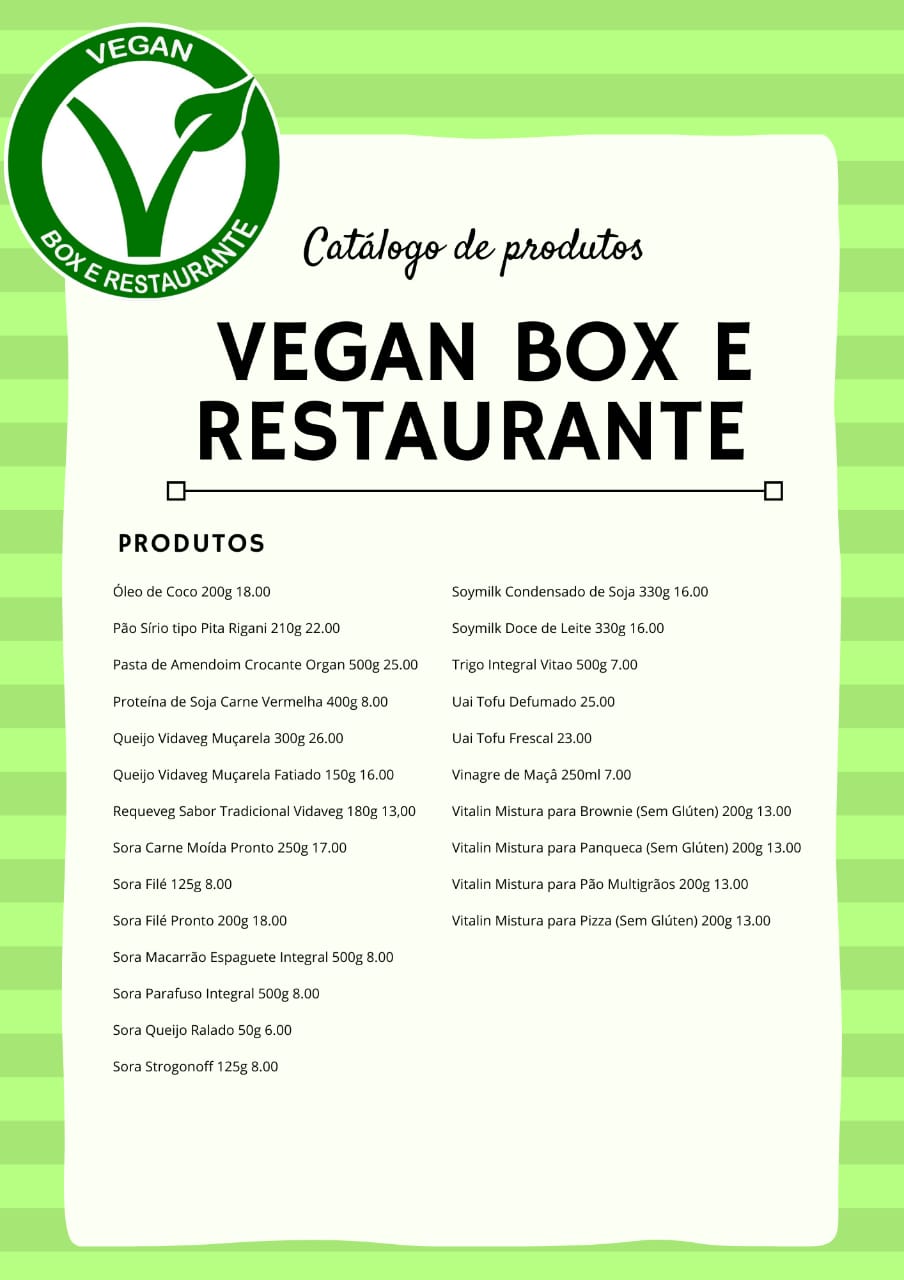 VEGAN
BOX E RESTAURANTE
Catálogo de produtos
VEGAN BOX E
RESTAURANTE
PRODUTOS
Óleo de Coco 200g 18.00
Pão Sírio tipo Pita Rigani 210g 22.00
Pasta de Amendoim Crocante Organ 500g 25.00
Proteína de Soja Carne Vermelha 400g 8.00
Queijo Vidaveg Muçarela 300g 26.00
Queijo Vidaveg Muçarela Fatiado 150g 16.00
Requeveg Sabor Tradicional Vidaveg 180g 13,00
Sora Carne Moída Pronto 250g 17.00
Sora Filé 125g 8.00
Sora Filé Pronto 200g 18.00
Sora Macarrão Espaguete Integral 500g 8.00
Sora Parafuso Integral 500g 8.00
Sora Queijo Ralado 50g 6.00
Sora Strogonoff 125g 8.00
Soymilk Condensado de Soja 330g 16.00
Soymilk Doce de Leite 330g 16.00
Trigo Integral Vitao 500g 7.00
Uai Tofu Defumado 25.00
Uai Tofu Frescal 23.00
Vinagre de Maçã 250ml 7.00
Vitalin Mistura para Brownie (Sem Glúten) 200g 13.00
Vitalin Mistura para Panqueca (Sem Glúten) 200g 13.00
Vitalin Mistura para Pão Multigrãos 200g 13.00
Vitalin Mistura para Pizza (Sem Glúten) 200g 13.00